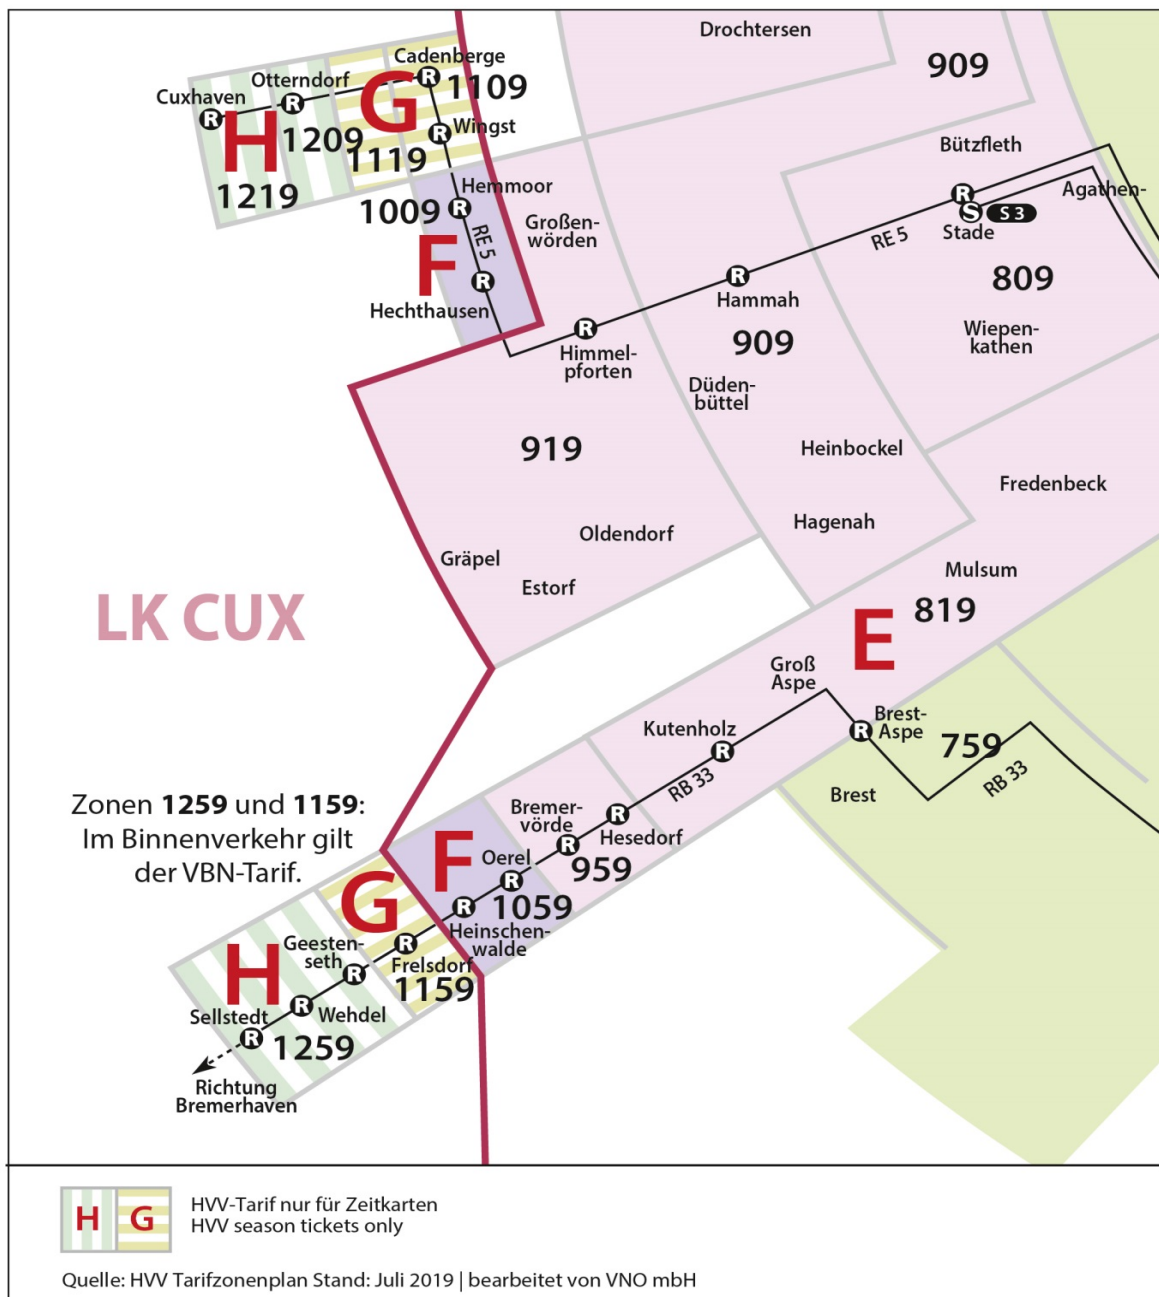 Drochtersen
909
Cadenberge
Otterndorf
Cuxhaven
R
R
R
G
1109
H
1209
1119
R
Wingst
1219
Bützfleth
Hemmoor
1009
R
Großen-
wörden
RE 5
F
R
Hechthausen
R
Agathen-
S
S 3
Stade
RE 5
R
Hammah
809
R
Himmel-
pforten
909
Wiepen-
kathen
Düden-
büttel
919
Heinbockel
Fredenbeck
Oldendorf
Hagenah
Gräpel
Estorf
Mulsum
LK CUX
819
E
Groß
Aspe
Kutenholz
R
Brest-
Aspe
R
759
RB 33
RB 33
Brest
Zonen 1259 und 1159:
Im Binnenverkehr gilt
der VBN-Tarif.
Bremer-
vörde
R
Hesedorf
R
959
F
Oerel
R
1059
R
Heinschen-
walde
G
R
Frelsdorf
1159
Geesten-
seth
R
H
R
Wehdel
Sellstedt
R
1259
Richtung
Bremerhaven
H
G
HVV-Tarif nur für Zeitkarten
HVV season tickets only
Quelle: HVV Tarifzonenplan Stand: Juli 2019 | bearbeitet von VNO mbH